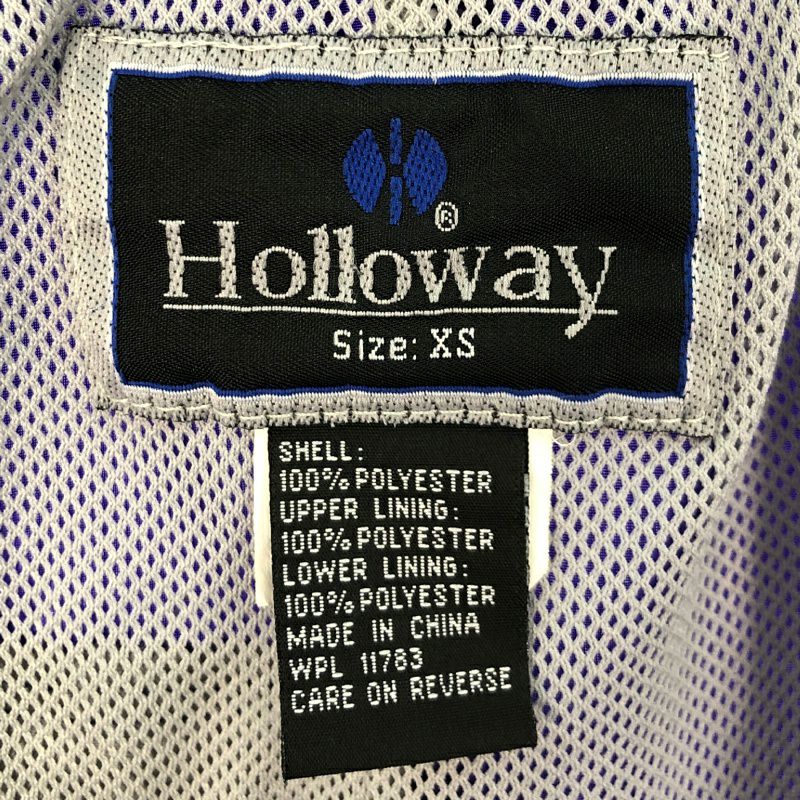 ®
Holloway
Size: XS
SHELL:
100% POLYESTER
UPPER LINING:
100% POLYESTER
LOWER LINING:
100% POLYESTER
MADE IN CHINA
WPL 11783
CARE ON REVERSE